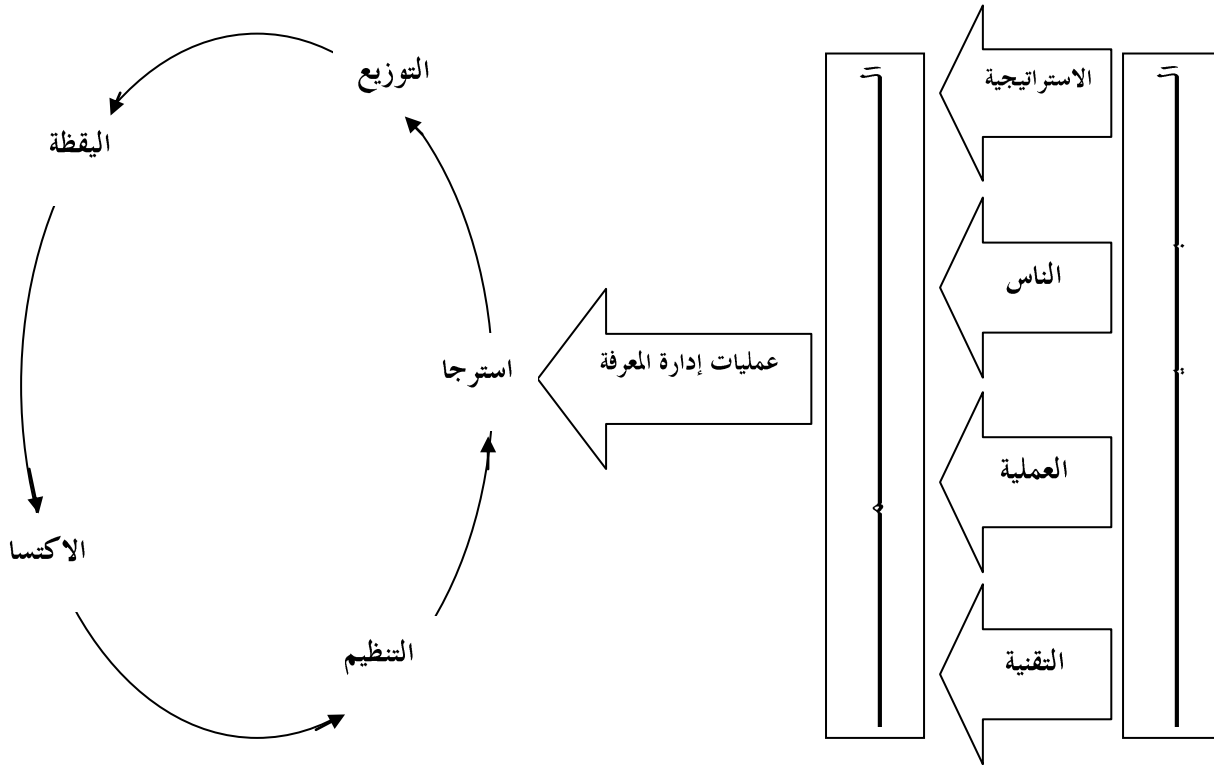 الاستراتيجية
الناس
العملية
التقنية
عمليات إدارة المعرفة
التوزيع
اليقظة
استرجا
الاكتسا
التنظيم